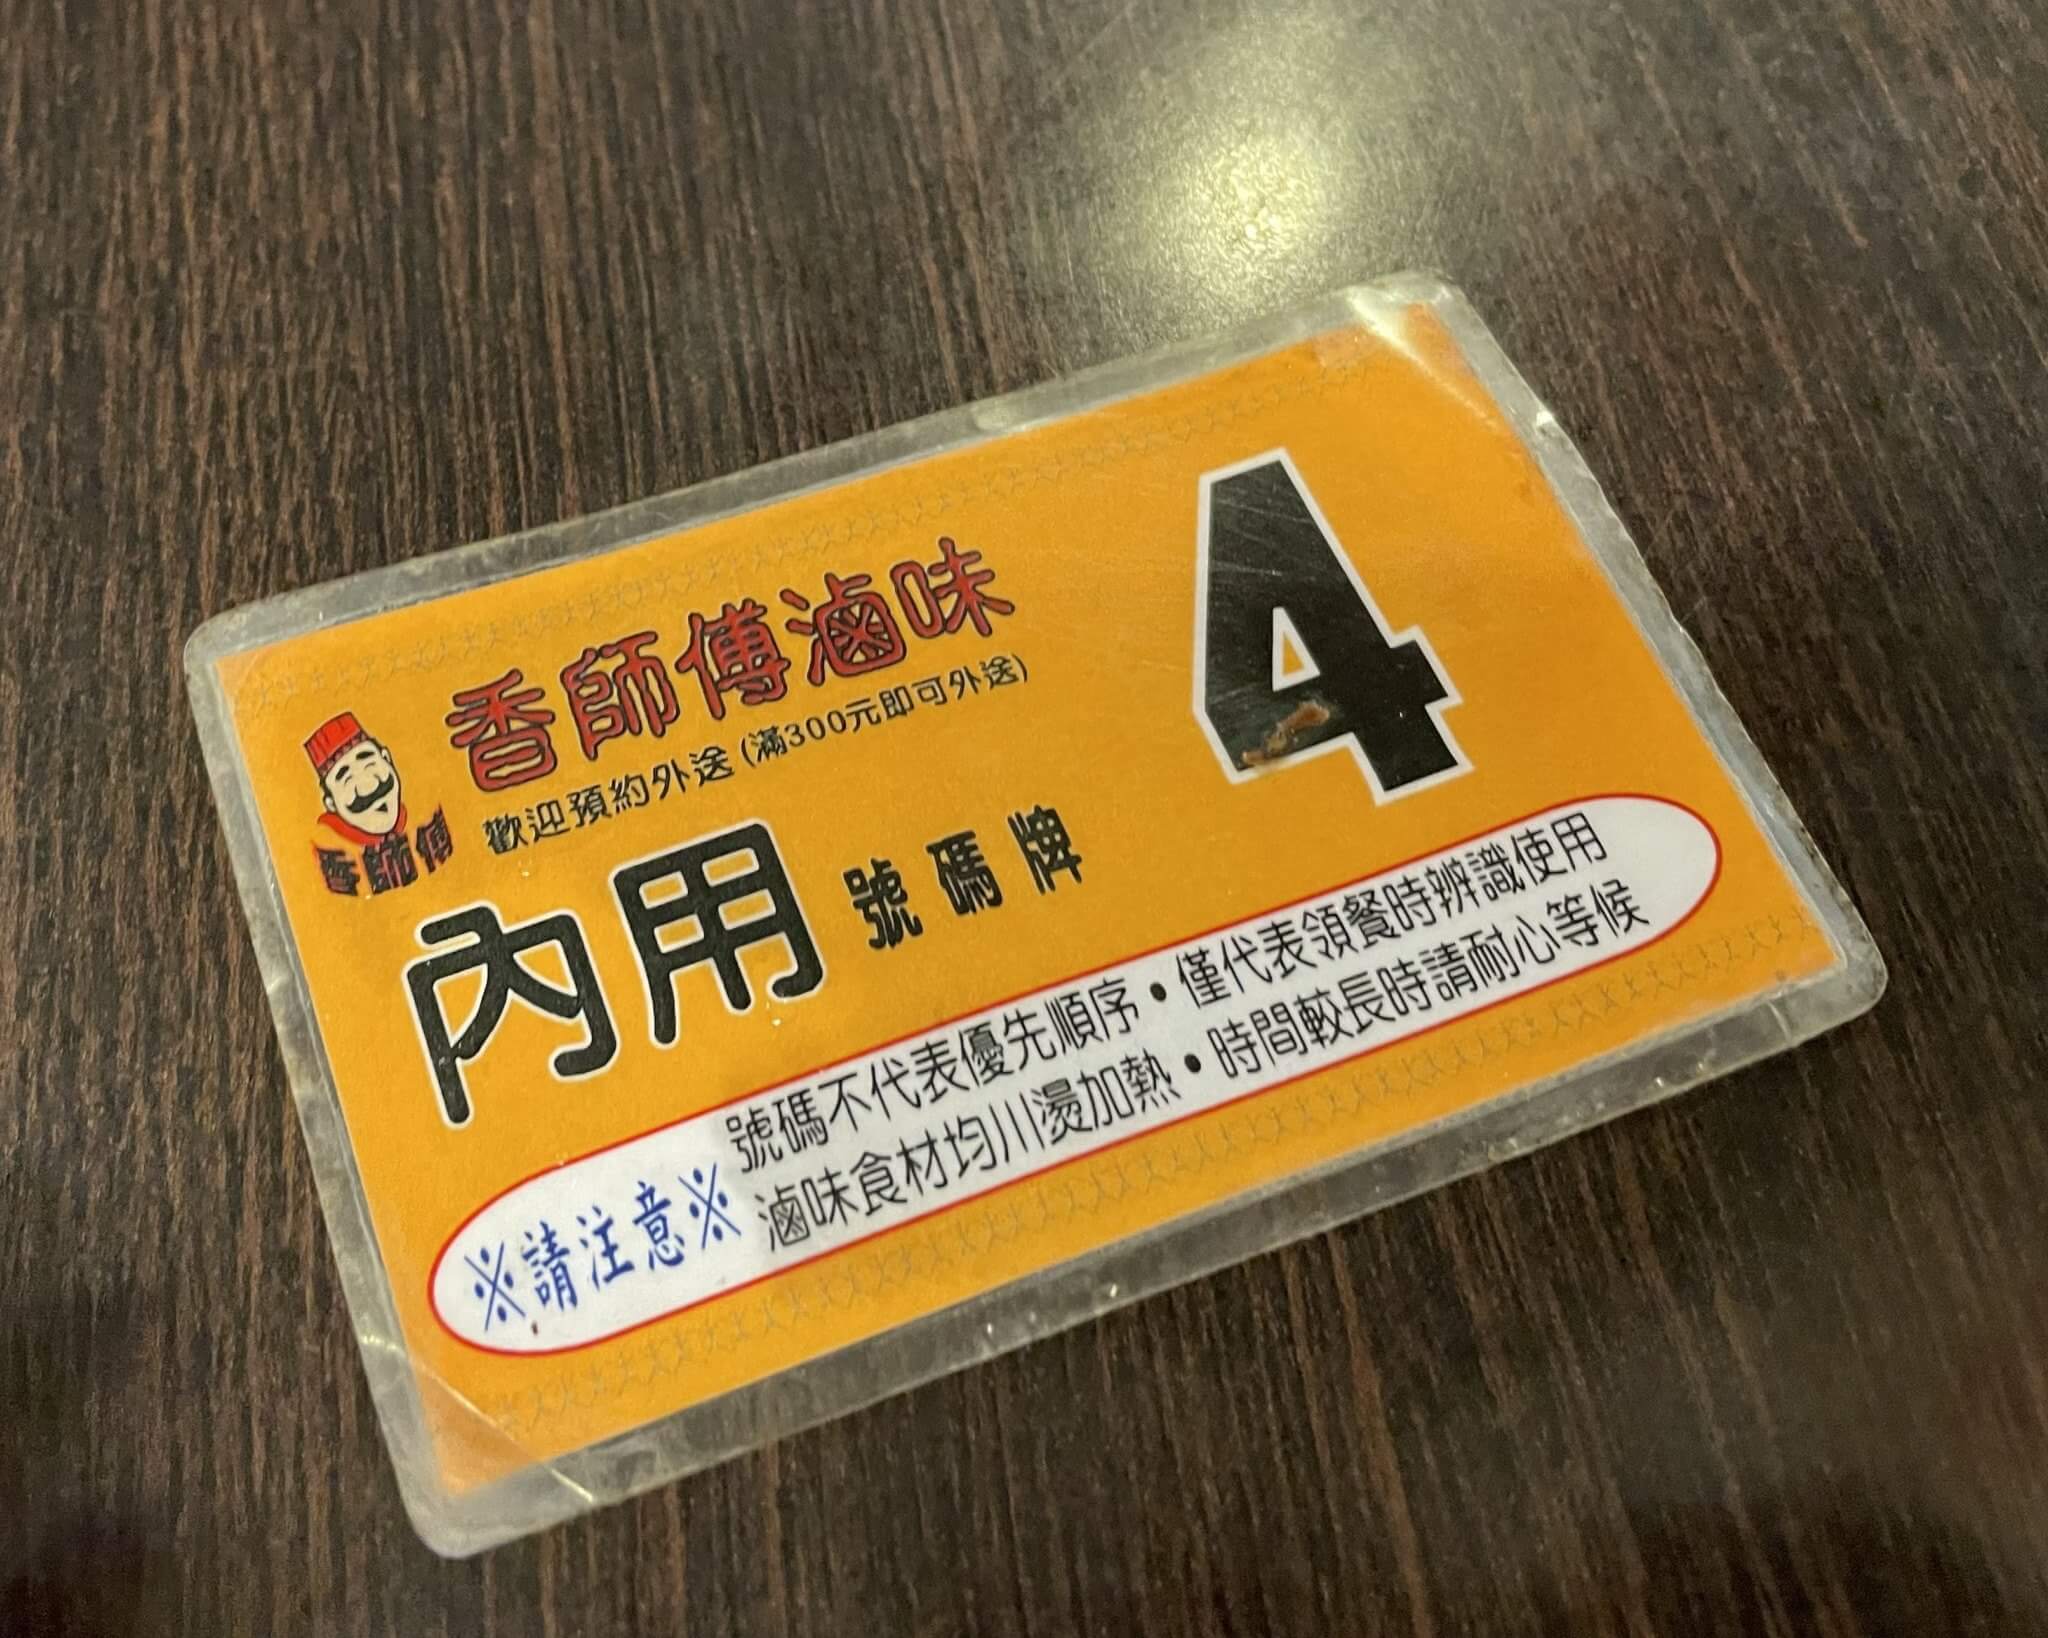 香師傅滷味
4
歡迎預約外送 (滿300元即可外送)
香師傅
內用 號碼牌
※請注意※
號碼不代表優先順序・僅代表領餐時辨識使用
滷味食材均川燙加熱・時間較長時請耐心等候